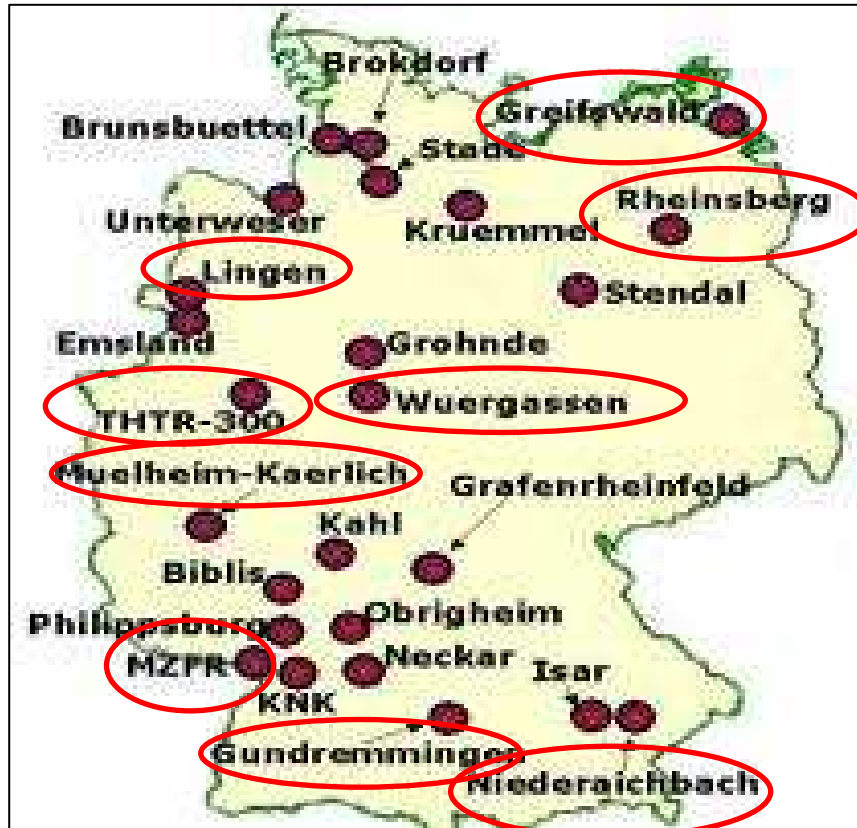 Brokdorf
Greifswald
Brunsbuettel
Stade
Rheinsberg
Unterweser
Kruemmel
Lingen
Stendal
Emsland
Grohnde
Wuergassen
THTR-300
Muelheim-Kaerlich
Grafenrheinfeld
Kahl
Biblis
Obrigheim
Philippsburg
MZFR
Neckar
Isar
KNK
Gundremmingen
Niederaichbach